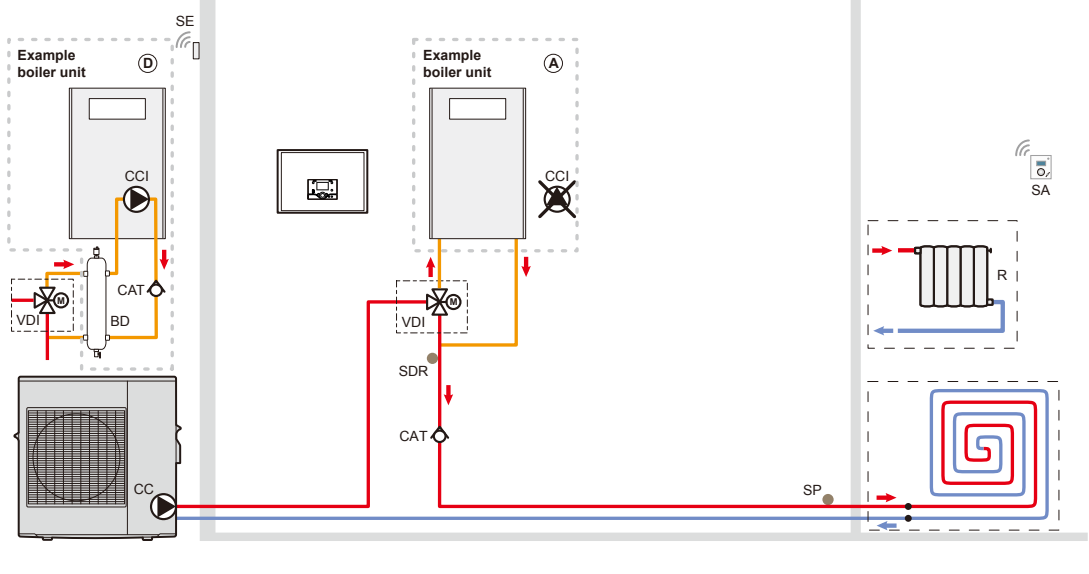 SE
Example
boiler unit
D
CCI
CAT
M
VDI
BD
CC
Example
boiler unit
A
CCI
M
VDI
SDR
CAT
SP
SA
R